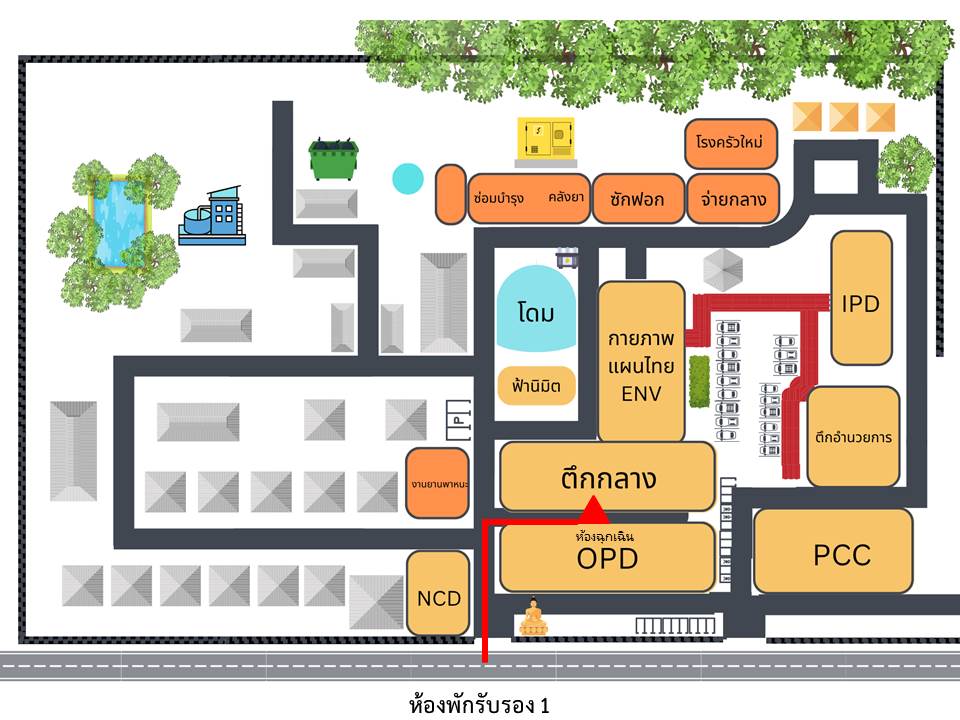 โรงครัวใหม่
ซ่อมบำรุง
คลังยา
ซักฟอก
จ่ายกลาง
โดม
IPD
กายภาพ
แผนไทย
ENV
ฟ้านิมิต
P
ตึกอำนวยการ
งานยานพาหนะ
ตึกกลาง
ห้องฉุกเฉิน
OPD
PCC
NCD
ห้องพักรับรอง 1